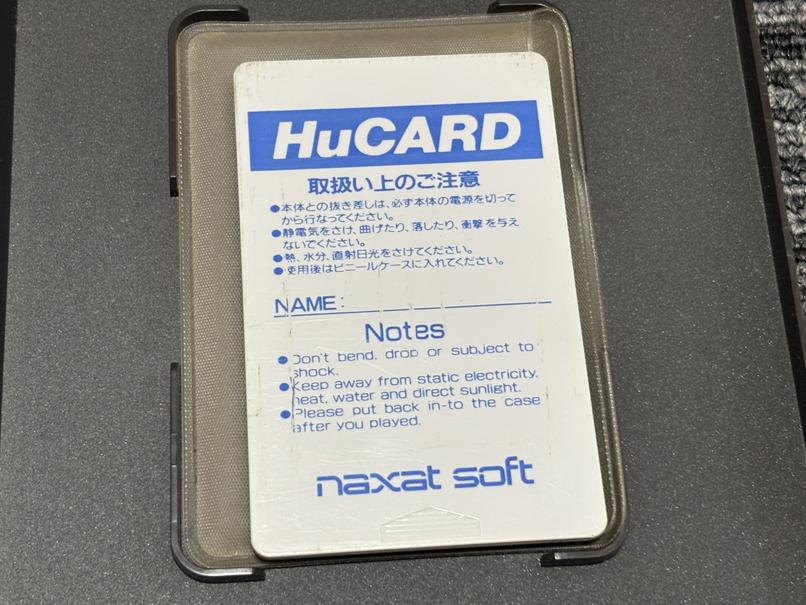 HuCARD
取扱い上のご注意
●本体との抜き差しは、必ず本体の電源を切って
から行なってください。
●静電気をさけ、曲げたり、落したり、衝撃を与え
ないでください。
●熱、水分、直射日光をさけてください。
●使用後はビニールケースに入れてください。
NAME:
Notes
●Don't bend, drop or subject to
shock.
●Keep away from static electricity,
heat, water and direct sunlight.
●Please put back in-to the case
after you played.
naxat soft